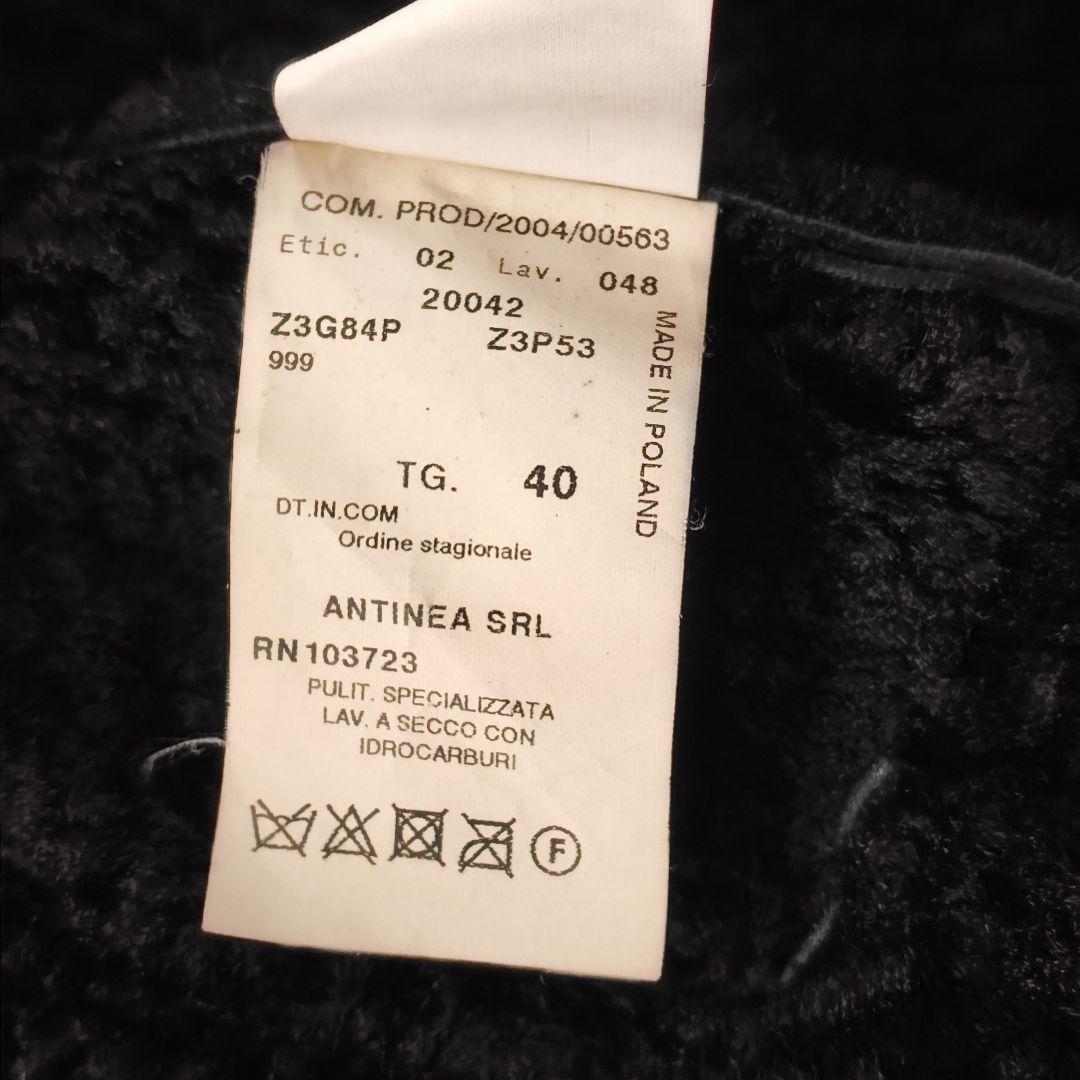 COM. PROD/2004/00563
Etic. 02 Lav. 048
20042
Z3G84P Z3P53
999
MADE IN POLAND
TG. 40
DT.IN.COM
Ordine stagionale
ANTINEA SRL
RN103723
PULIT. SPECIALIZZATA
LAV. A SECCO CON
IDROCARBURI
F